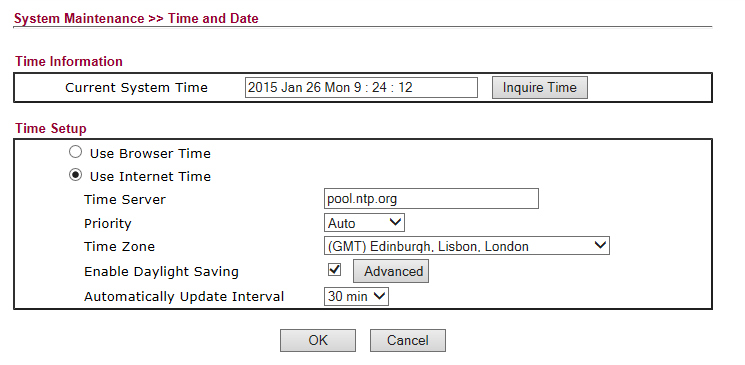 System Maintenance >> Time and Date
Time Information
Current System Time 2015 Jan 26 Mon 9 : 24 : 12 Inquire Time
Time Setup
Use Browser Time
Use Internet Time
Time Server pool.ntp.org
Priority Auto
Time Zone (GMT) Edinburgh, Lisbon, London
Enable Daylight Saving Advanced
Automatically Update Interval 30 min
OK Cancel